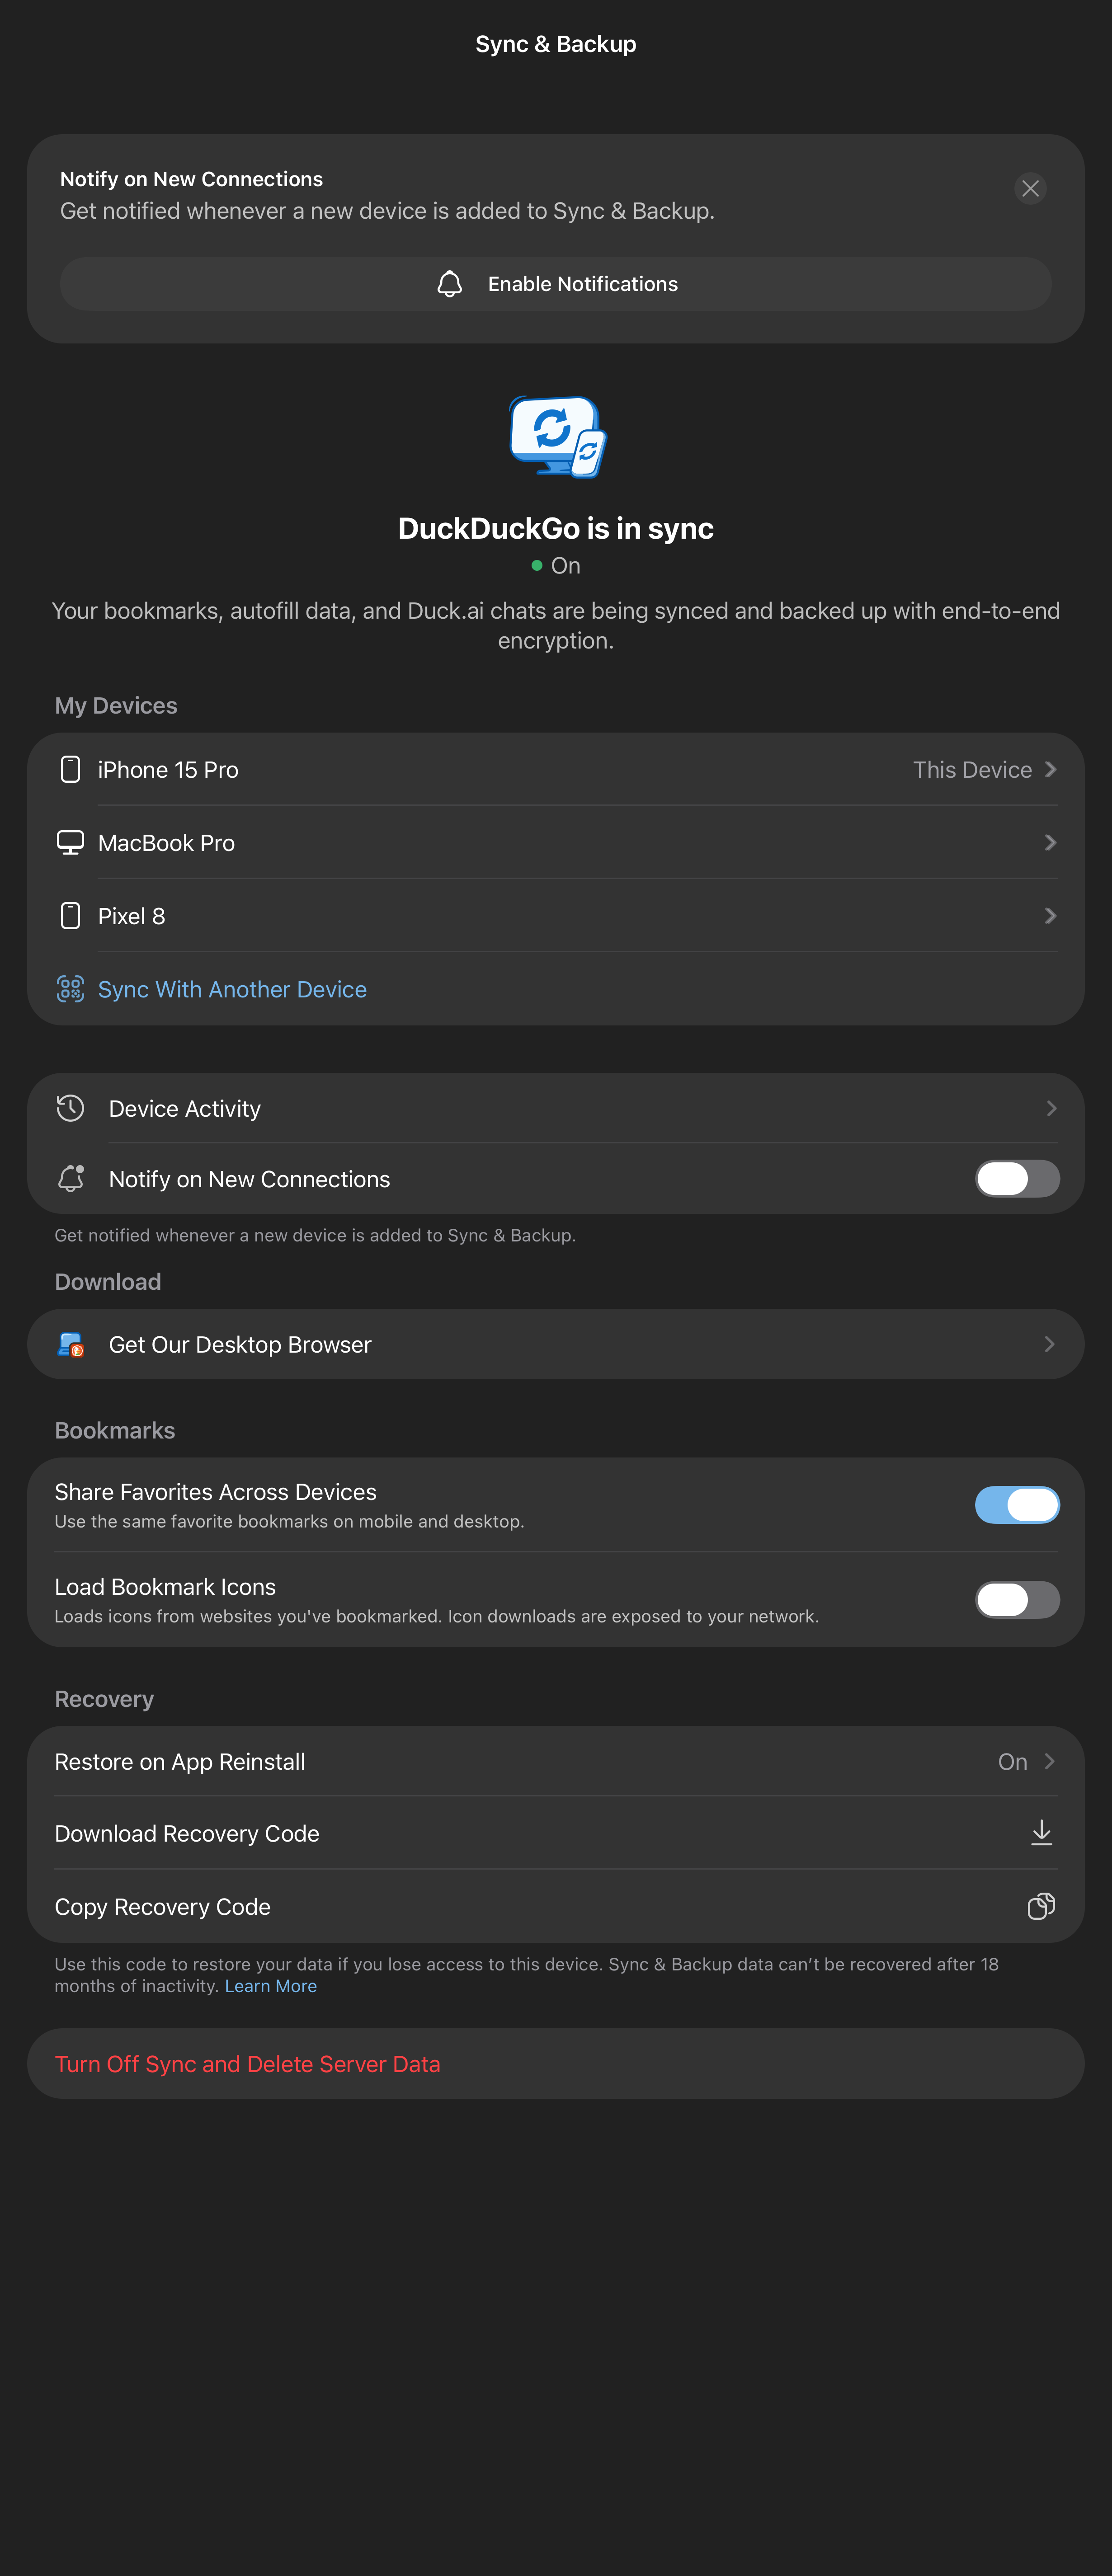 Sync & Backup
Notify on New Connections
Get notified whenever a new device is added to Sync & Backup.
Enable Notifications
DuckDuckGo is in sync
On
Your bookmarks, autofill data, and Duck.ai chats are being synced and backed up with end-to-end
encryption.
My Devices
iPhone 15 Pro
This Device
MacBook Pro
Pixel 8
Sync With Another Device
Device Activity
Notify on New Connections
Get notified whenever a new device is added to Sync & Backup.
Download
Get Our Desktop Browser
Bookmarks
Share Favorites Across Devices
Use the same favorite bookmarks on mobile and desktop.
Load Bookmark Icons
Loads icons from websites you've bookmarked. Icon downloads are exposed to your network.
Recovery
Restore on App Reinstall
On
Download Recovery Code
Copy Recovery Code
Use this code to restore your data if you lose access to this device. Sync & Backup data can’t be recovered after 18
months of inactivity. Learn More
Turn Off Sync and Delete Server Data